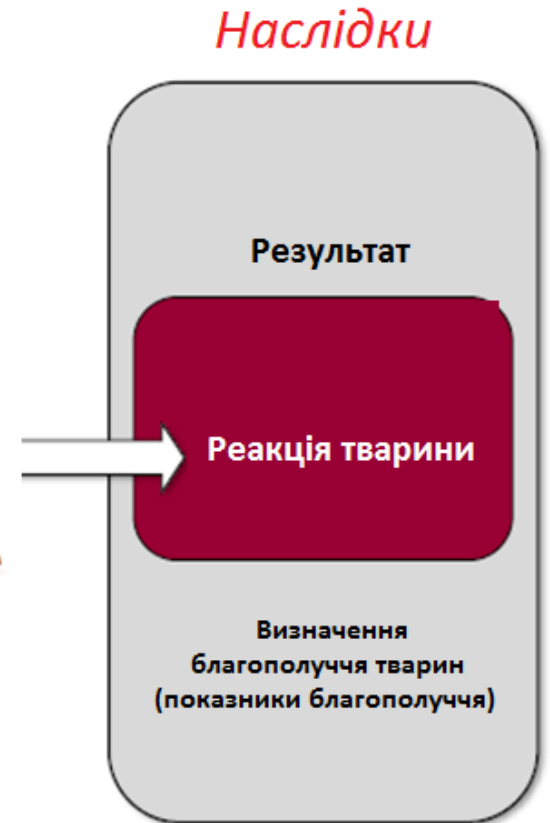 Наслідки
Результат
Реакція тварини
Визначення
благополуччя тварин
(показники благополуччя)